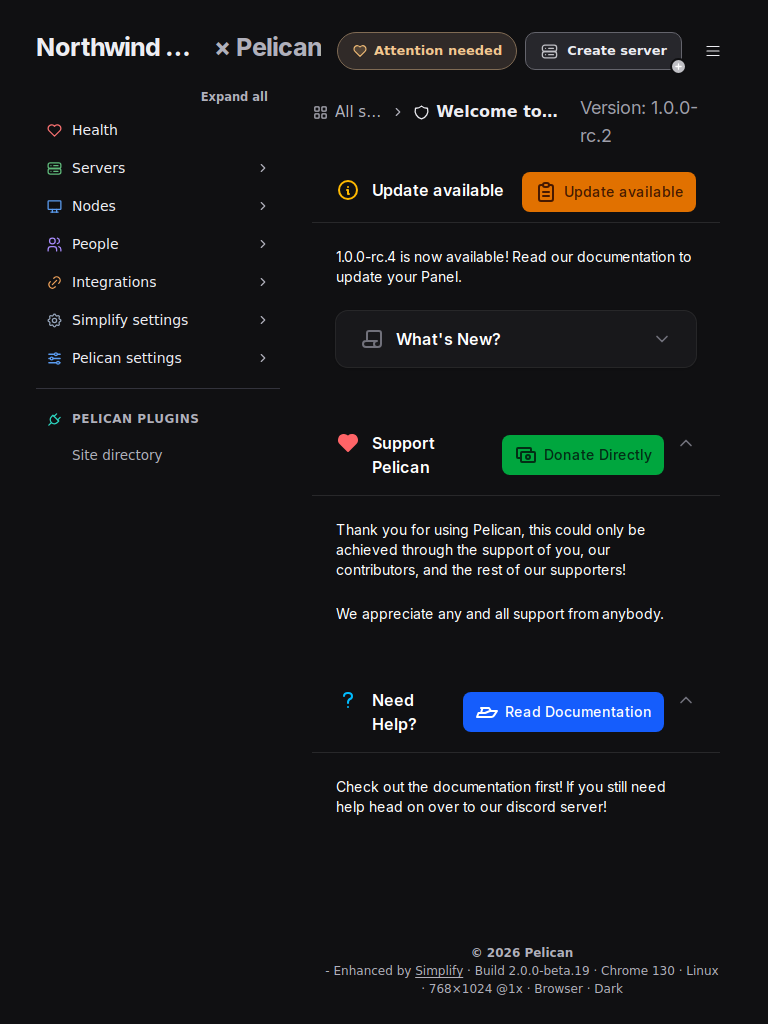 Northwind ... × Pelican
Attention needed
Create server
Expand all
Health
Servers
Nodes
People
Integrations
Simplify settings
Pelican settings
PELICAN PLUGINS
Site directory
All s...
Welcome to...
Version: 1.0.0-
rc.2
Update available
Update available
1.0.0-rc.4 is now available! Read our documentation to
update your Panel.
What's New?
Support
Pelican
Donate Directly
Thank you for using Pelican, this could only be
achieved through the support of you, our
contributors, and the rest of our supporters!
We appreciate any and all support from anybody.
Need
Help?
Read Documentation
Check out the documentation first! If you still need
help head on over to our discord server!
© 2026 Pelican
- Enhanced by Simplify · Build 2.0.0-beta.19 · Chrome 130 · Linux
· 768×1024 @1x · Browser · Dark